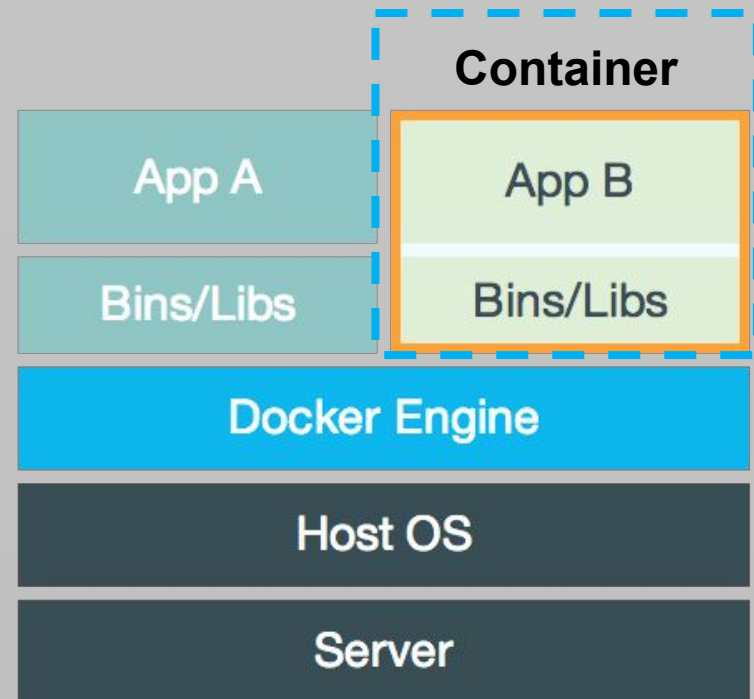 Container
App A
App B
Bins/Libs
Bins/Libs
Docker Engine
Host OS
Server